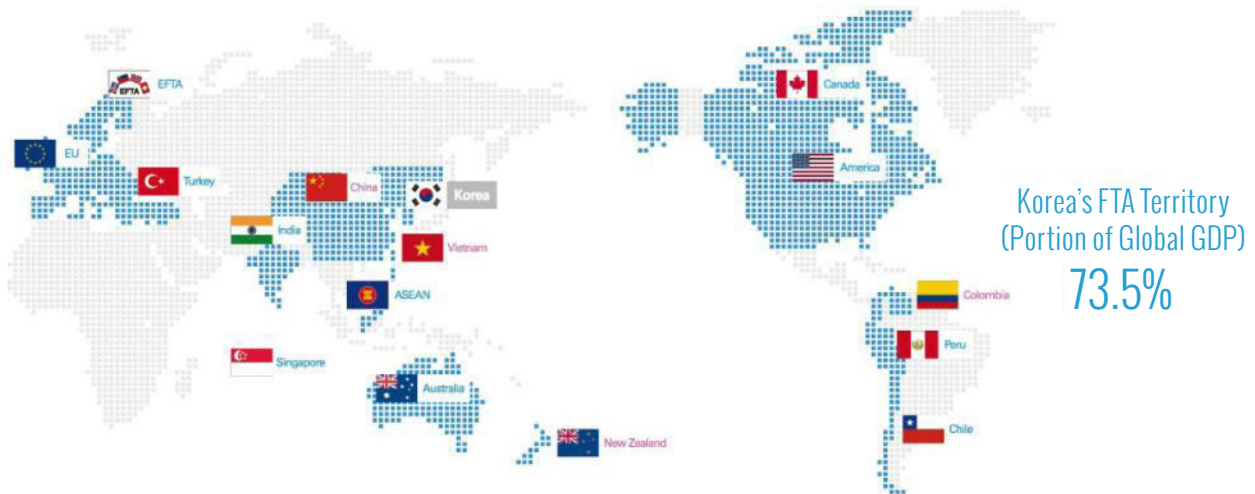 EFTA
EFTA
Canada
EU
Turkey
China
Korea
America
India
Vietnam
Korea's FTA Territory
(Portion of Global GDP)
73.5%
ASEAN
Colombia
Singapore
Peru
Australia
New Zealand
Chile